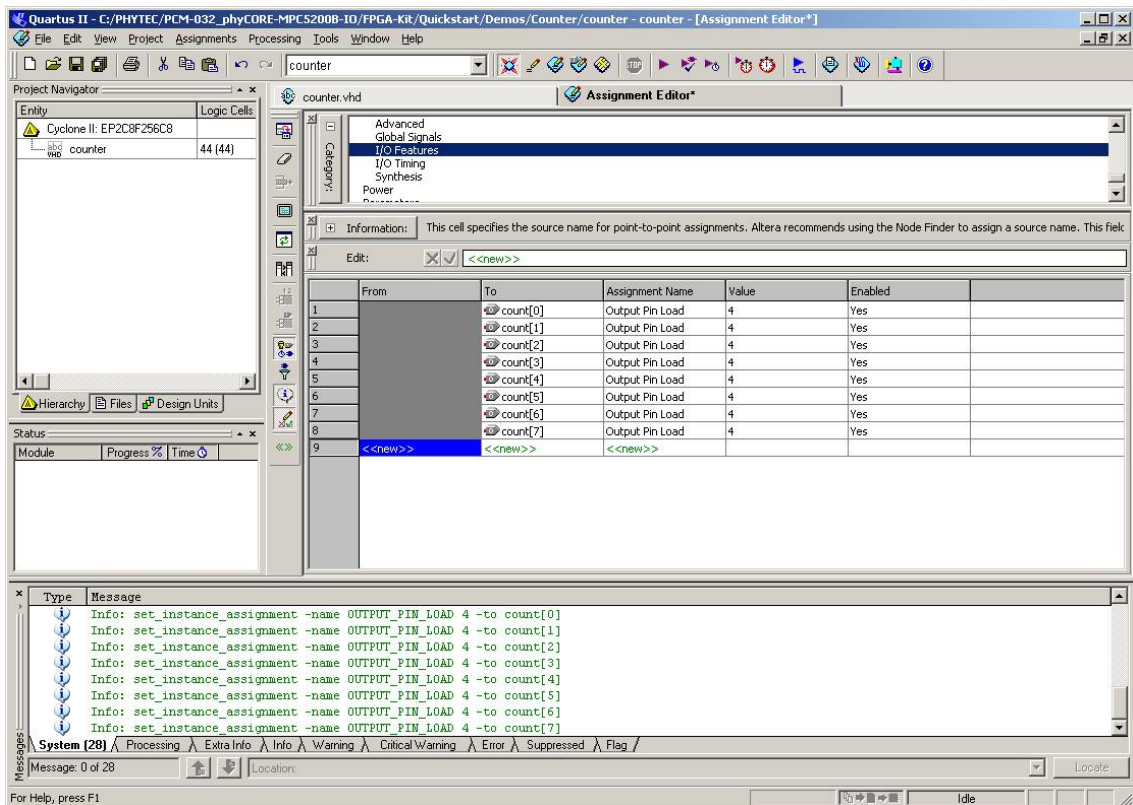 Quartus II - C:/PHYTEC/PCM-032_phyCORE-MPC5200B-IO/FPGA-Kit/Quickstart/Demos/Counter/counter - counter - [Assignment Editor*]
File Edit View Project Assignments Processing Tools Window Help
counter
STOP
Project Navigator
Entity Logic Cells
Cyclone II: EP2C8F256C8
abc VHD counter 44 (44)
Hierarchy Files Design Units
Status
Module Progress % Time
abc counter.vhd
Assignment Editor*
Category:
Advanced
Global Signals
I/O Features
I/O Timing
Synthesis
Power
Information: This cell specifies the source name for point-to-point assignments. Altera recommends using the Node Finder to assign a source name. This field
Edit: <<new>>
From To Assignment Name Value Enabled
1 count[0] Output Pin Load 4 Yes
2 count[1] Output Pin Load 4 Yes
3 count[2] Output Pin Load 4 Yes
4 count[3] Output Pin Load 4 Yes
5 count[4] Output Pin Load 4 Yes
6 count[5] Output Pin Load 4 Yes
7 count[6] Output Pin Load 4 Yes
8 count[7] Output Pin Load 4 Yes
9 <<new>> <<new>> <<new>>
Type Message
Info: set_instance_assignment -name OUTPUT_PIN_LOAD 4 -to count[0]
Info: set_instance_assignment -name OUTPUT_PIN_LOAD 4 -to count[1]
Info: set_instance_assignment -name OUTPUT_PIN_LOAD 4 -to count[2]
Info: set_instance_assignment -name OUTPUT_PIN_LOAD 4 -to count[3]
Info: set_instance_assignment -name OUTPUT_PIN_LOAD 4 -to count[4]
Info: set_instance_assignment -name OUTPUT_PIN_LOAD 4 -to count[5]
Info: set_instance_assignment -name OUTPUT_PIN_LOAD 4 -to count[6]
Info: set_instance_assignment -name OUTPUT_PIN_LOAD 4 -to count[7]
System (28) Processing Extra Info Info Warning Critical Warning Error Suppressed Flag
Messages
Message: 0 of 28 Location: Locate
For Help, press F1 Idle